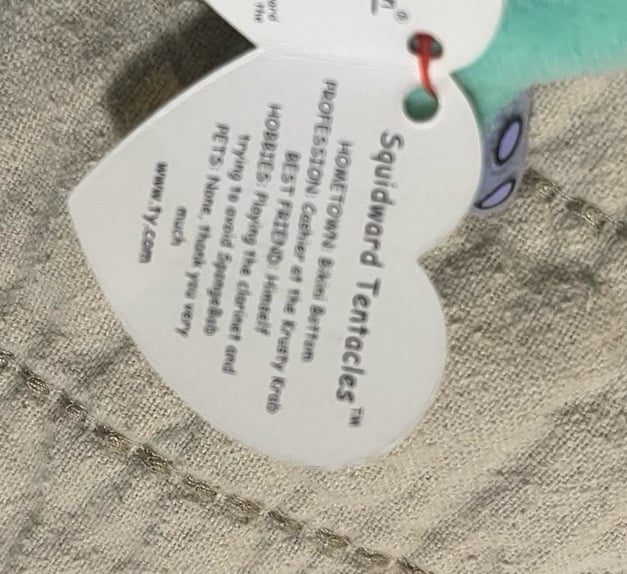 Squidward Tentacles™
HOMETOWN: Bikini Bottom
PROFESSION: Cashier at the Krusty Krab
BEST FRIEND: Himself
HOBBIES: Playing the clarinet and
trying to avoid SpongeBob
PETS: None, thank you very
much
www.ty.com
the